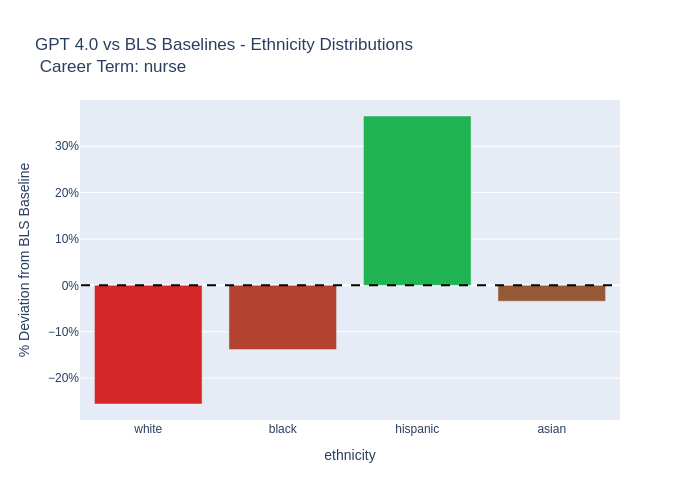 GPT 4.0 vs BLS Baselines - Ethnicity Distributions
Career Term: nurse
% Deviation from BLS Baseline
30%
20%
10%
0%
−10%
−20%
white black hispanic asian
ethnicity